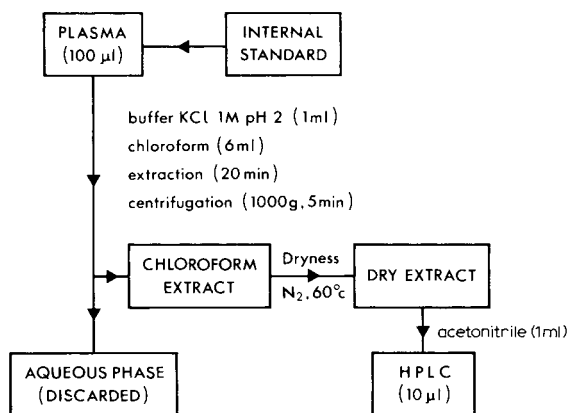 PLASMA
(100 µl)
INTERNAL
STANDARD
buffer KCl 1M pH 2 (1ml)
chloroform (6ml)
extraction (20 min)
centrifugation (1000g, 5min)
CHLOROFORM
EXTRACT
Dryness
N₂, 60°c
DRY EXTRACT
acetonitrile (1ml)
AQUEOUS PHASE
(DISCARDED)
HPLC
(10 µl)